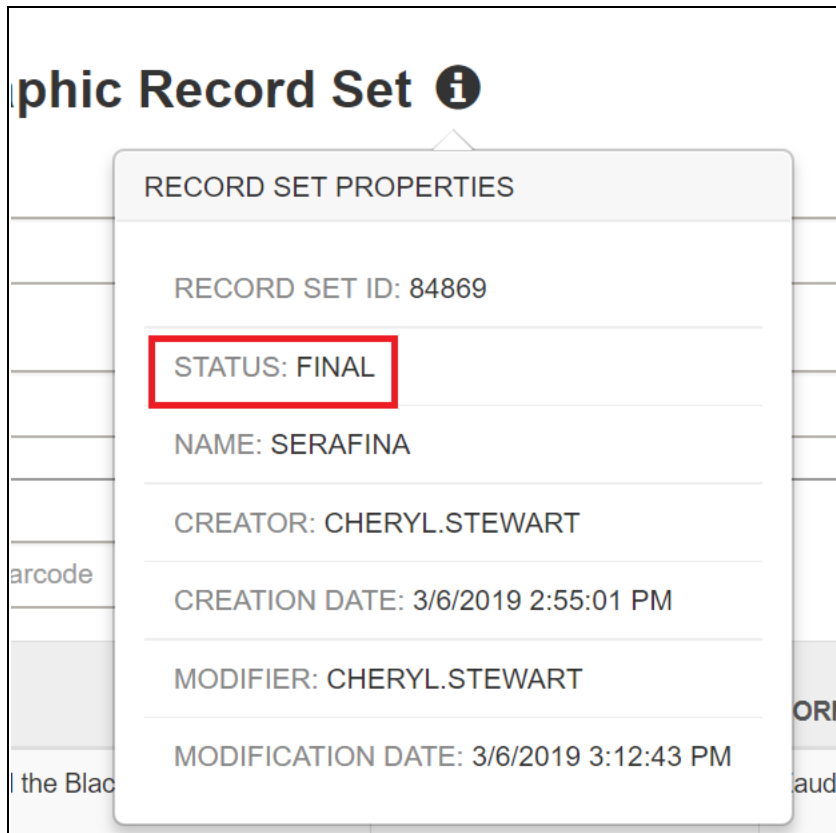 aphic Record Set
RECORD SET PROPERTIES
RECORD SET ID: 84869
STATUS: FINAL
NAME: SERAFINA
CREATOR: CHERYL.STEWART
arcode
CREATION DATE: 3/6/2019 2:55:01 PM
MODIFIER: CHERYL.STEWART
ORI
MODIFICATION DATE: 3/6/2019 3:12:43 PM
the Blac
aud